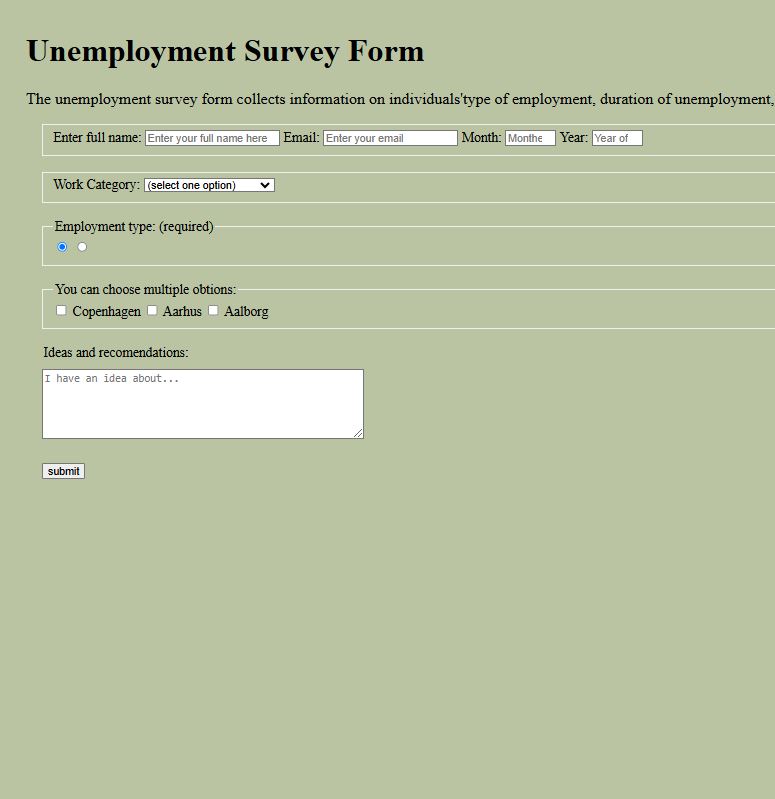 Unemployment Survey Form
The unemployment survey form collects information on individuals'type of employment, duration of unemployment,
Enter full name: Enter your full name here Email: Enter your email Month: Monthe Year: Year of
Work Category: (select one option)
Employment type: (required)
You can choose multiple obtions:
Copenhagen Aarhus Aalborg
Ideas and recomendations:
I have an idea about...
submit